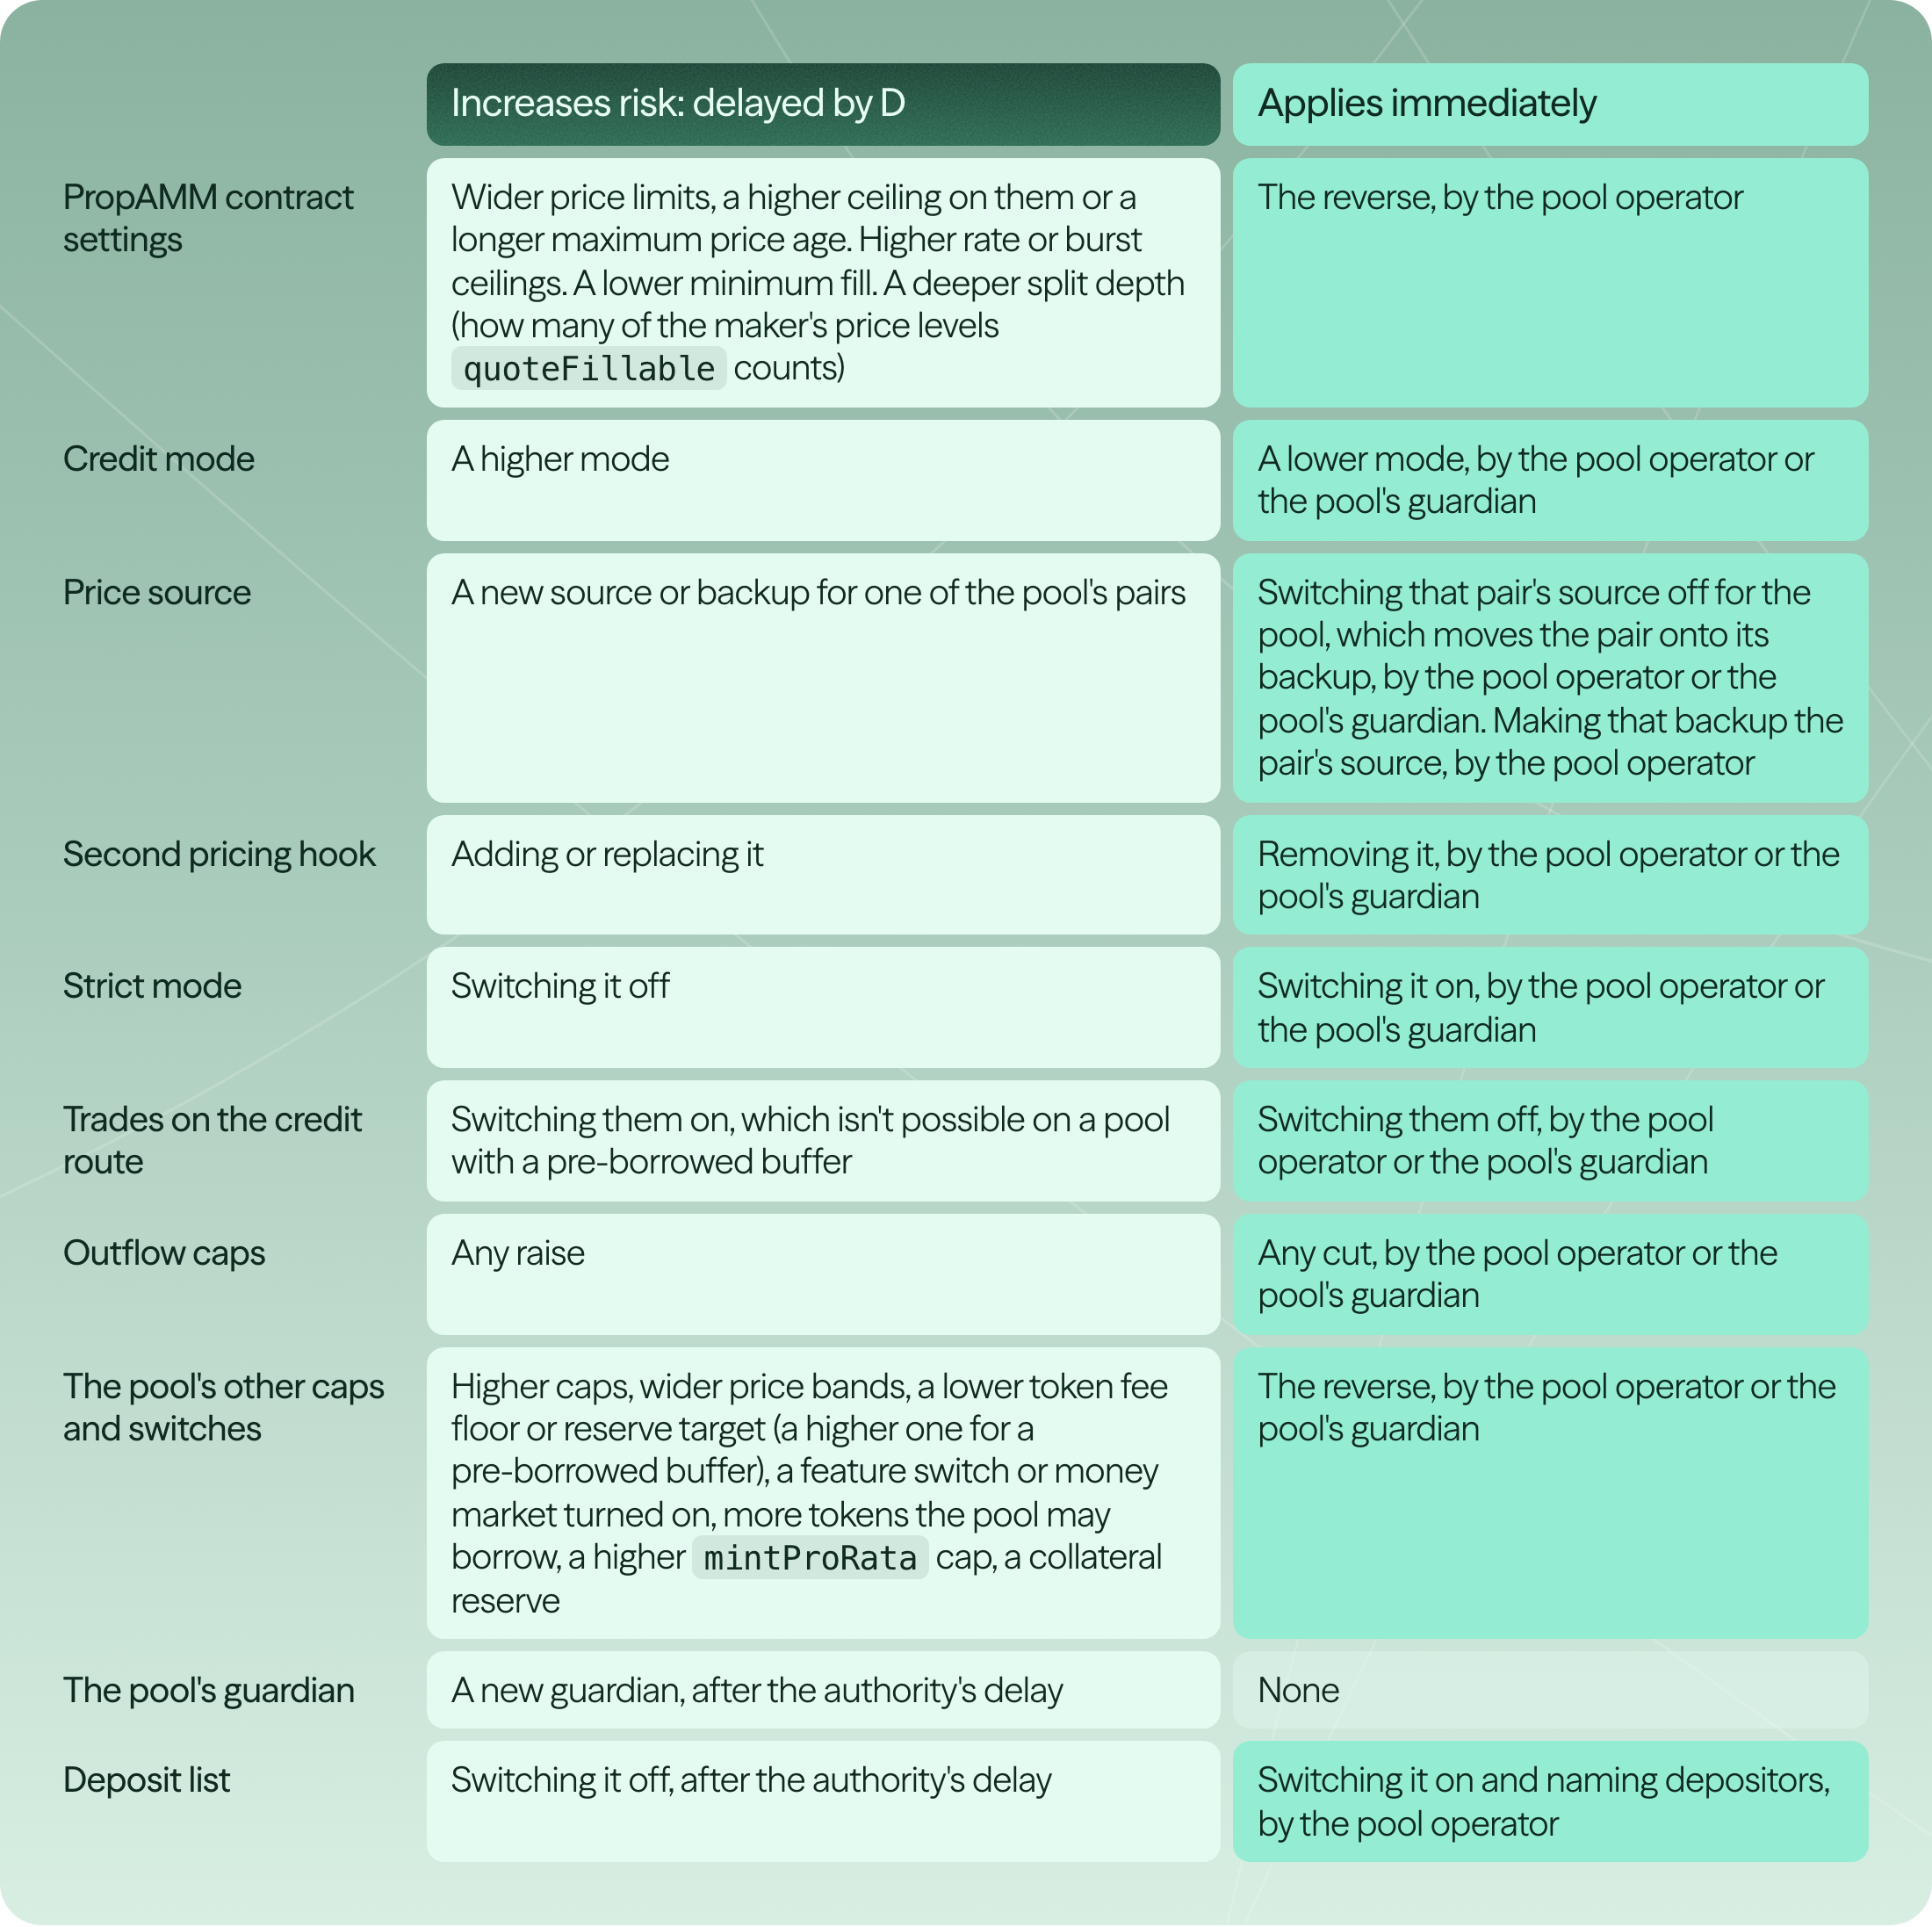 Increases risk: delayed by D
Applies immediately
PropAMM contract
settings
Wider price limits, a higher ceiling on them or a
longer maximum price age. Higher rate or burst
ceilings. A lower minimum fill. A deeper split depth
(how many of the maker's price levels
quoteFillable counts)
The reverse, by the pool operator
Credit mode
A higher mode
A lower mode, by the pool operator or
the pool's guardian
Price source
A new source or backup for one of the pool's pairs
Switching that pair's source off for the
pool, which moves the pair onto its
backup, by the pool operator or the
pool's guardian. Making that backup the
pair's source, by the pool operator
Second pricing hook
Adding or replacing it
Removing it, by the pool operator or the
pool's guardian
Strict mode
Switching it off
Switching it on, by the pool operator or
the pool's guardian
Trades on the credit
route
Switching them on, which isn't possible on a pool
with a pre-borrowed buffer
Switching them off, by the pool
operator or the pool's guardian
Outflow caps
Any raise
Any cut, by the pool operator or the
pool's guardian
The pool's other caps
and switches
Higher caps, wider price bands, a lower token fee
floor or reserve target (a higher one for a
pre-borrowed buffer), a feature switch or money
market turned on, more tokens the pool may
borrow, a higher mintProRata cap, a collateral
reserve
The reverse, by the pool operator or the
pool's guardian
The pool's guardian
A new guardian, after the authority's delay
None
Deposit list
Switching it off, after the authority's delay
Switching it on and naming depositors,
by the pool operator